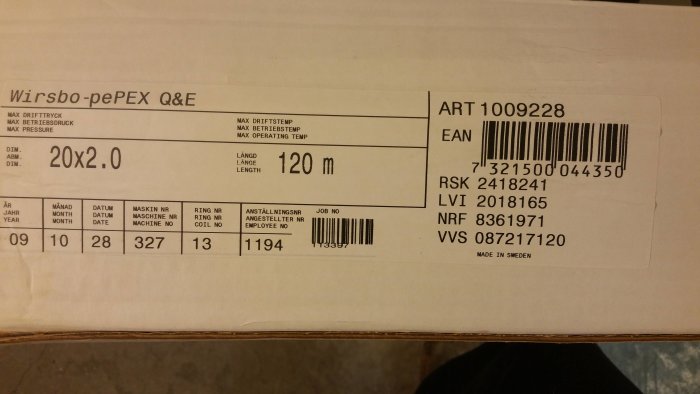 Wirsbo-pePEX Q&E
MAX DRIFTTRYCK
MAX BETRIEBSDRUCK
MAX PRESSURE
MAX DRIFTSTEMP
MAX BETRIEBSTEMP
MAX OPERATING TEMP
DIM.
ABM.
DIM.
20x2.0
LÄNGD
LÄNGE
LENGTH
120 m
ÅR
JAHR
YEAR
09
MÅNAD
MONTH
MONTH
10
DATUM
DATUM
DATE
28
MASKIN NR
MASCHINE NR
MACHINE NO
327
RING NR
RING NR
COIL NO
13
ANSTÄLLNINGSNR
ANGESTELLTER NR
EMPLOYEE NO
1194
JOB NO
113397
ART 1009228
EAN
7 321500 044350
RSK 2418241
LVI 2018165
NRF 8361971
VVS 087217120
MADE IN SWEDEN